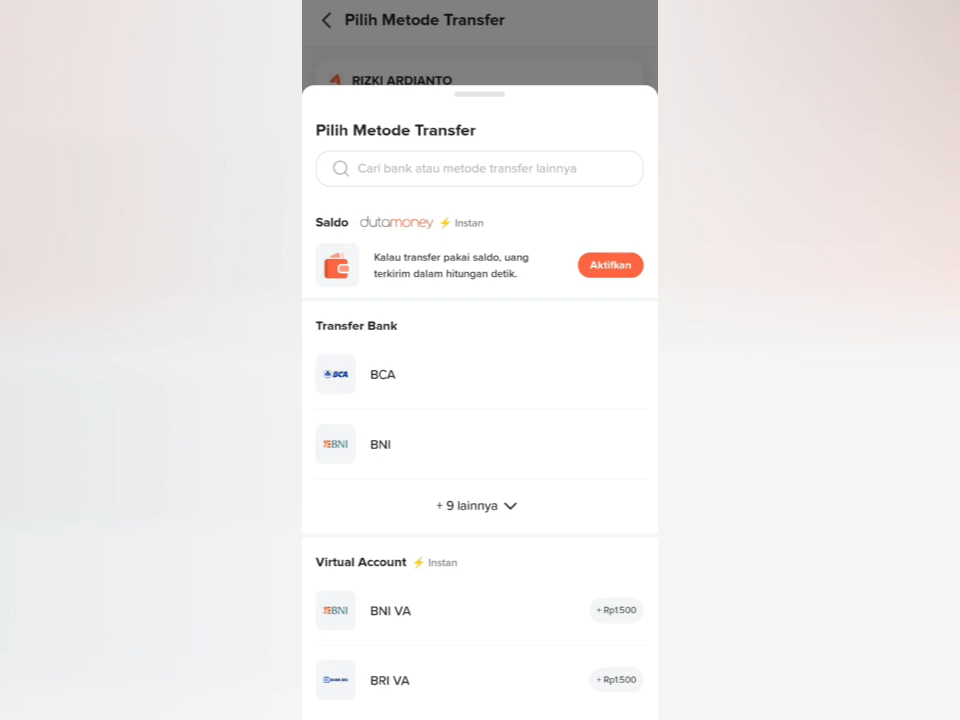 Pilih Metode Transfer
RIZKI ARDIANTO
Pilih Metode Transfer
Cari bank atau metode transfer lainnya
Saldo dutamoney ⚡ Instan
Kalau transfer pakai saldo, uang
terkirim dalam hitungan detik.
Aktifkan
Transfer Bank
BCA BCA
BNI BNI
+ 9 lainnya
Virtual Account ⚡ Instan
BNI BNI VA + Rp1.500
BANK BRI BRI VA + Rp1.500